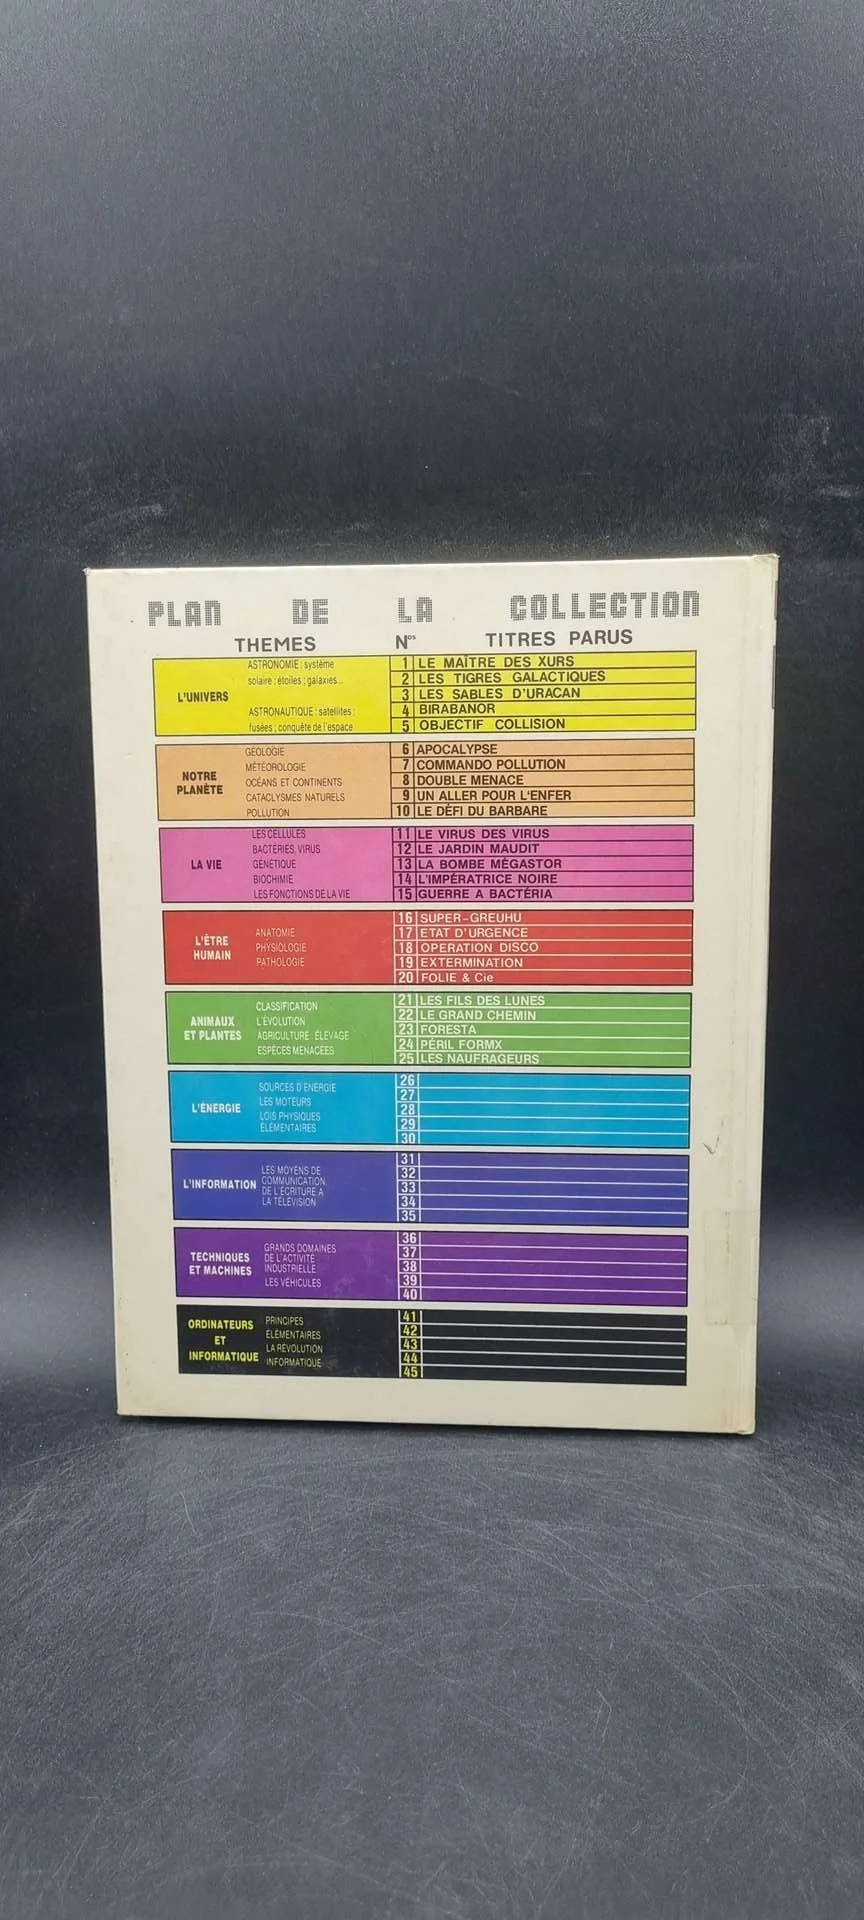 PLAN DE LA COLLECTION
THEMES Nos TITRES PARUS
L'UNIVERS
ASTRONOMIE : système
solaire ; étoiles ; galaxies...
ASTRONAUTIQUE : satellites ;
fusées ; conquête de l'espace
1 LE MAÎTRE DES XURS
2 LES TIGRES GALACTIQUES
3 LES SABLES D'URACAN
4 BIRABANOR
5 OBJECTIF COLLISION
NOTRE
PLANÈTE
GÉOLOGIE
MÉTÉOROLOGIE
OCÉANS ET CONTINENTS
CATACLYSMES NATURELS
POLLUTION
6 APOCALYPSE
7 COMMANDO POLLUTION
8 DOUBLE MENACE
9 UN ALLER POUR L'ENFER
10 LE DÉFI DU BARBARE
LA VIE
LES CELLULES
BACTÉRIES, VIRUS
GÉNÉTIQUE
BIOCHIMIE
LES FONCTIONS DE LA VIE
11 LE VIRUS DES VIRUS
12 LE JARDIN MAUDIT
13 LA BOMBE MÉGASTOR
14 L'IMPÉRATRICE NOIRE
15 GUERRE A BACTÉRIA
L'ÊTRE
HUMAIN
ANATOMIE
PHYSIOLOGIE
PATHOLOGIE
16 SUPER-GREUHU
17 ETAT D'URGENCE
18 OPERATION DISCO
19 EXTERMINATION
20 FOLIE & Cie
ANIMAUX
ET PLANTES
CLASSIFICATION
L'ÉVOLUTION
AGRICULTURE ÉLEVAGE
ESPÈCES MENACÉES
21 LES FILS DES LUNES
22 LE GRAND CHEMIN
23 FORESTA
24 PÉRIL FORMX
25 LES NAUFRAGEURS
L'ÉNERGIE
SOURCES D'ÉNERGIE
LES MOTEURS
LOIS PHYSIQUES
ÉLÉMENTAIRES
26
27
28
29
30
L'INFORMATION
LES MOYENS DE
COMMUNICATION,
DE L'ÉCRITURE A
LA TÉLÉVISION
31
32
33
34
35
TECHNIQUES
ET MACHINES
GRANDS DOMAINES
DE L'ACTIVITÉ
INDUSTRIELLE
LES VÉHICULES
36
37
38
39
40
ORDINATEURS
ET
INFORMATIQUE
PRINCIPES
ÉLÉMENTAIRES
LA RÉVOLUTION
INFORMATIQUE
41
42
43
44
45